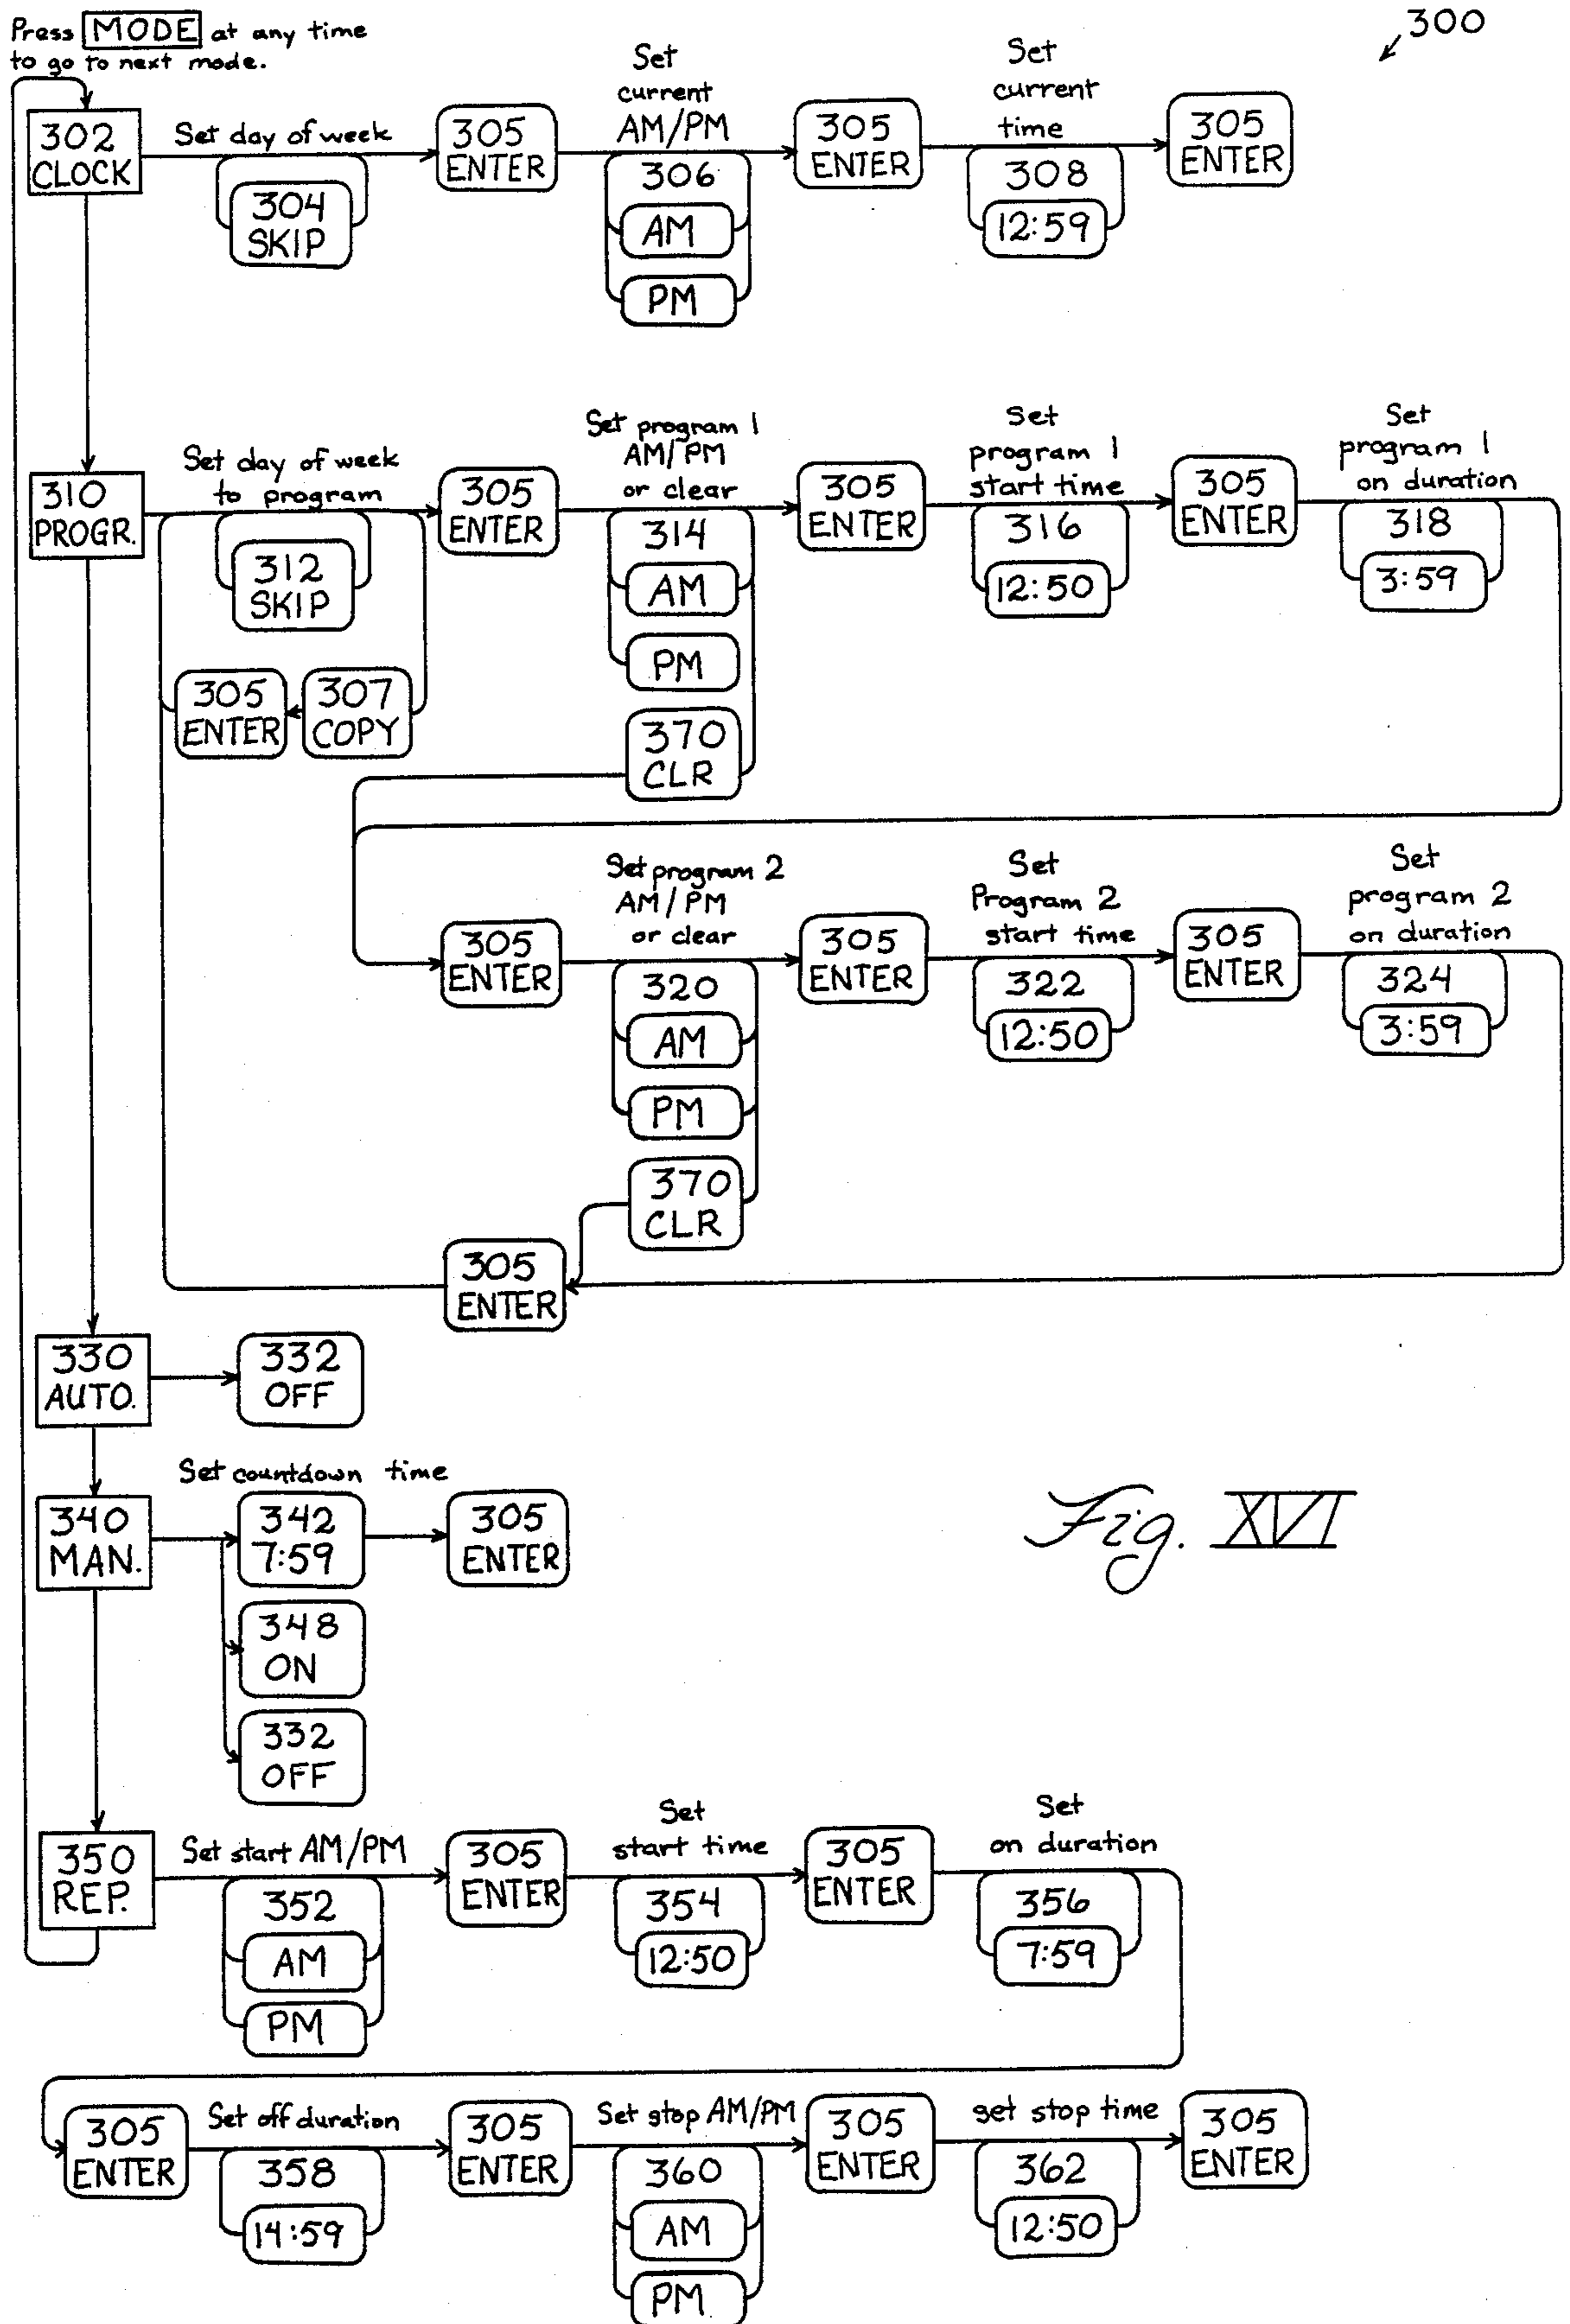 Press MODE at any time
to go to next mode.
300
302
CLOCK
Set day of week
304
SKIP
305
ENTER
Set
current
AM/PM
306
AM
PM
305
ENTER
Set
current
time
308
12:59
305
ENTER
310
PROGR.
Set day of week
to program
312
SKIP
305
ENTER
307
COPY
305
ENTER
Set program 1
AM/PM
or clear
314
AM
PM
370
CLR
305
ENTER
Set
program 1
start time
316
12:50
305
ENTER
Set
program 1
on duration
318
3:59
305
ENTER
Set program 2
AM/PM
or clear
320
AM
PM
370
CLR
305
ENTER
Set
Program 2
start time
322
12:50
305
ENTER
Set
program 2
on duration
324
3:59
305
ENTER
330
AUTO.
332
OFF
340
MAN.
Set countdown time
342
7:59
305
ENTER
348
ON
332
OFF
Fig. XVI
350
REP.
Set start AM/PM
352
AM
PM
305
ENTER
Set
start time
354
12:50
305
ENTER
Set
on duration
356
7:59
305
ENTER
Set off duration
358
14:59
305
ENTER
Set stop AM/PM
360
AM
PM
305
ENTER
set stop time
362
12:50
305
ENTER